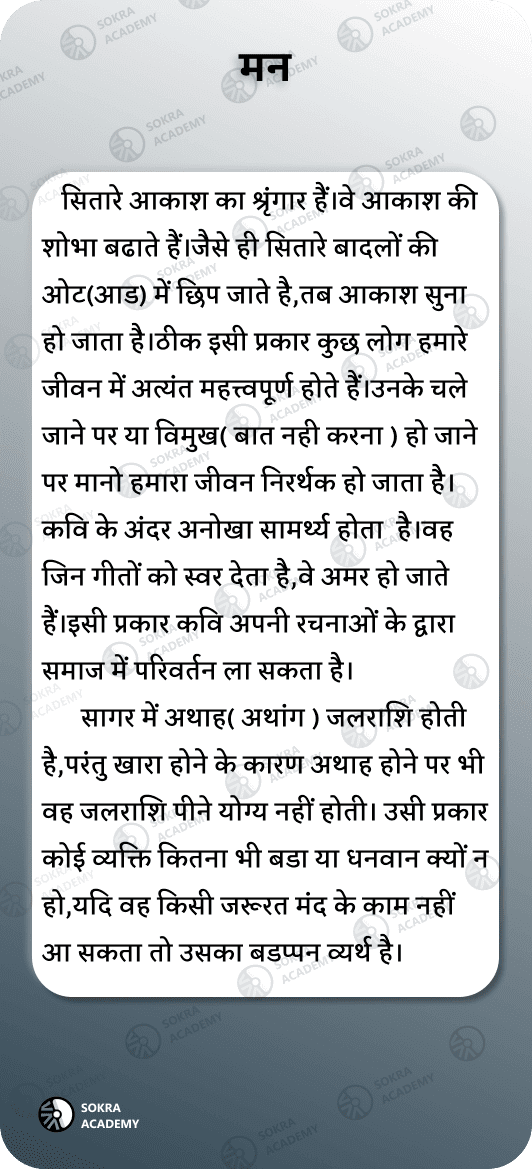 मन
सितारे आकाश का श्रृंगार हैं।वे आकाश की
शोभा बढाते हैं।जैसे ही सितारे बादलों की
ओट(आड) में छिप जाते है,तब आकाश सुना
हो जाता है।ठीक इसी प्रकार कुछ लोग हमारे
जीवन में अत्यंत महत्त्वपूर्ण होते हैं।उनके चले
जाने पर या विमुख( बात नही करना ) हो जाने
पर मानो हमारा जीवन निरर्थक हो जाता है।
कवि के अंदर अनोखा सामर्थ्य होता है।वह
जिन गीतों को स्वर देता है,वे अमर हो जाते
हैं।इसी प्रकार कवि अपनी रचनाओं के द्वारा
समाज में परिवर्तन ला सकता है।
सागर में अथाह( अथांग ) जलराशि होती
है,परंतु खारा होने के कारण अथाह होने पर भी
वह जलराशि पीने योग्य नहीं होती। उसी प्रकार
कोई व्यक्ति कितना भी बडा या धनवान क्यों न
हो,यदि वह किसी जरूरत मंद के काम नहीं
आ सकता तो उसका बडप्पन व्यर्थ है।
SOKRA
ACADEMY